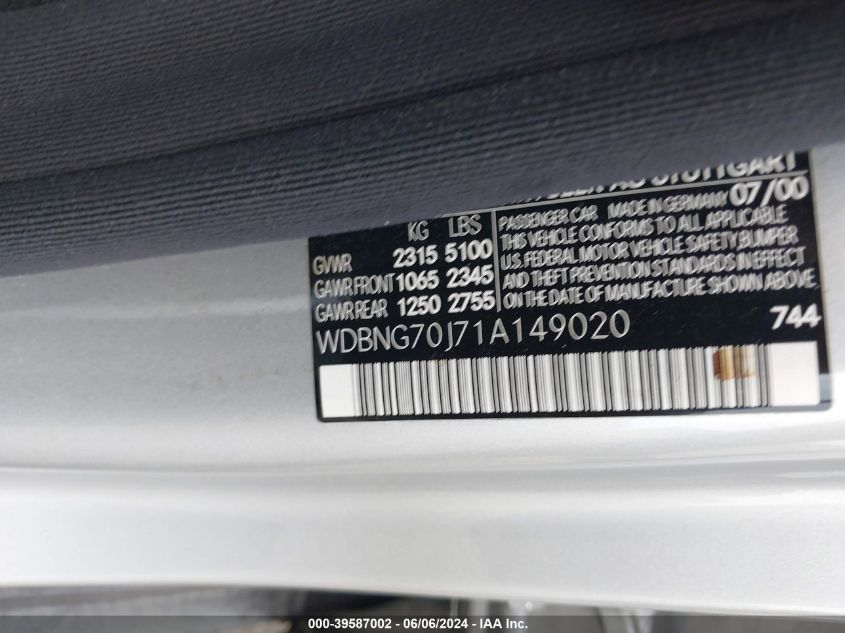 AG STUTTGART
07/00
KG LBS
GVWR 2315 5100
GAWR FRONT 1065 2345
GAWR REAR 1250 2755
PASSENGER CAR MADE IN GERMANY
THIS VEHICLE CONFORMS TO ALL APPLICABLE
U.S. FEDERAL MOTOR VEHICLE SAFETY, BUMPER
AND THEFT PREVENTION STANDARDS IN EFFECT
ON THE DATE OF MANUFACTURE SHOWN ABOVE.
WDBNG70J71A149020
744
000-39587002 - 06/06/2024 - IAA Inc.